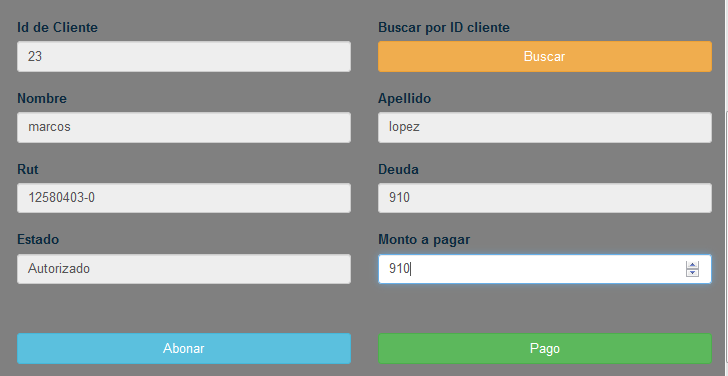 Id de Cliente
Buscar por ID cliente
23
Buscar
Nombre
Apellido
marcos
lopez
Rut
Deuda
12580403-0
910
Estado
Monto a pagar
Autorizado
910
Abonar
Pago